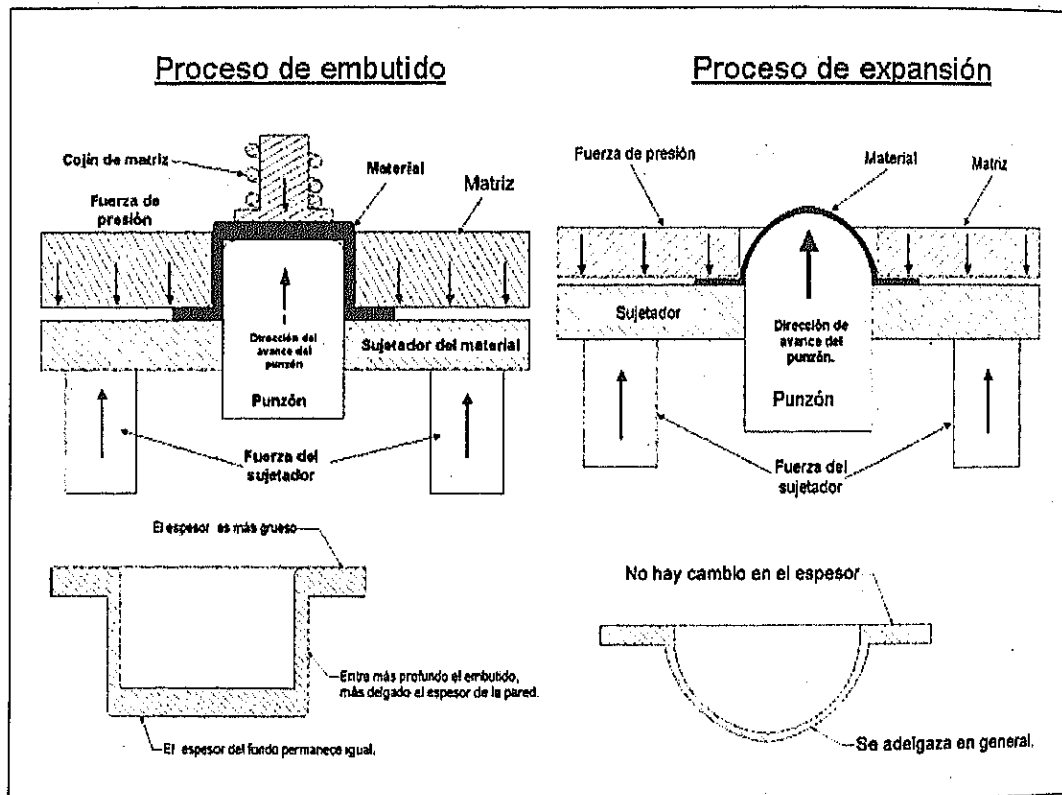 Proceso de embutido
Cojín de matriz
Material
Matriz
Fuerza de
presión
Dirección del
avance del
punzón
Sujetador del material
Punzón
Fuerza del
sujetador
El espesor es más grueso
Entre más profundo el embutido,
más delgado el espesor de la pared.
El espesor del fondo permanece igual.
Proceso de expansión
Fuerza de presión
Material
Matriz
Sujetador
Dirección de
avance del
punzón.
Punzón
Fuerza del
sujetador
No hay cambio en el espesor
Se adelgaza en general.